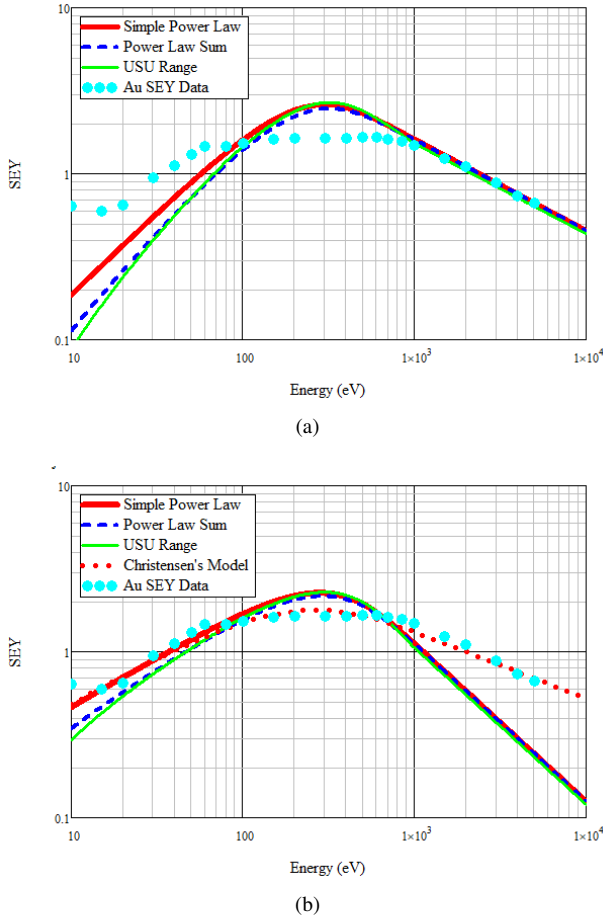 10
Simple Power Law
Power Law Sum
USU Range
Au SEY Data
SEY
1
0.1
10
100
1×10³
1×10⁴
Energy (eV)
(a)
10
Simple Power Law
Power Law Sum
USU Range
Christensen's Model
Au SEY Data
SEY
1
0.1
10
100
1×10³
1×10⁴
Energy (eV)
(b)